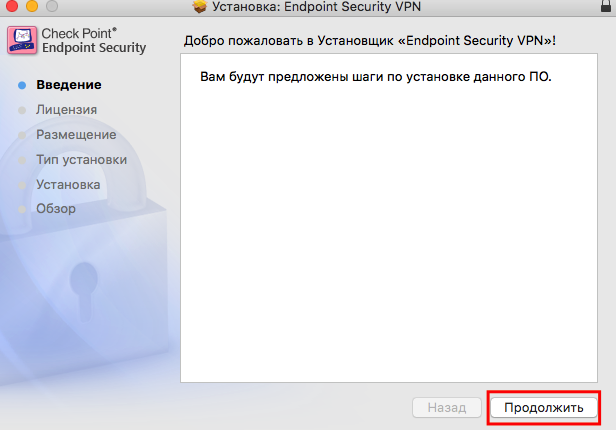 Установка: Endpoint Security VPN
Check Point®
Endpoint Security
Добро пожаловать в Установщик «Endpoint Security VPN»!
Введение
Лицензия
Размещение
Тип установки
Установка
Обзор
Вам будут предложены шаги по установке данного ПО.
Назад
Продолжить